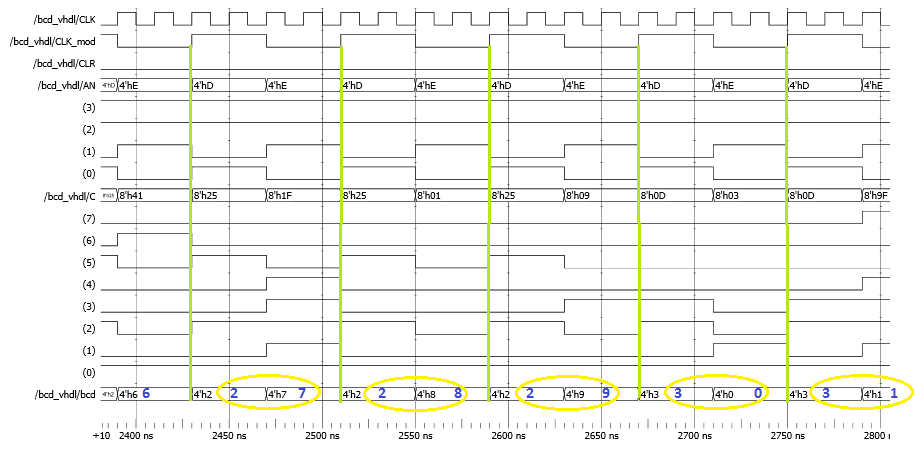 /bcd_vhdl/CLK
/bcd_vhdl/CLK_mod
/bcd_vhdl/CLR
/bcd_vhdl/AN 4'hD 4'hE 4'hD 4'hE 4'hD 4'hE 4'hD 4'hE 4'hD 4'hE 4'hD 4'hE
(3)
(2)
(1)
(0)
/bcd_vhdl/C 8'h41 8'h25 8'h1F 8'h25 8'h01 8'h25 8'h09 8'h0D 8'h03 8'h0D 8'h9F
(7)
(6)
(5)
(4)
(3)
(2)
(1)
(0)
/bcd_vhdl/bcd 4'h2 4'h6 6 4'h2 2 4'h7 7 4'h2 2 4'h8 8 4'h2 2 4'h9 9 4'h3 3 4'h0 0 4'h3 3 4'h1 1
+10 2400 ns 2450 ns 2500 ns 2550 ns 2600 ns 2650 ns 2700 ns 2750 ns 2800